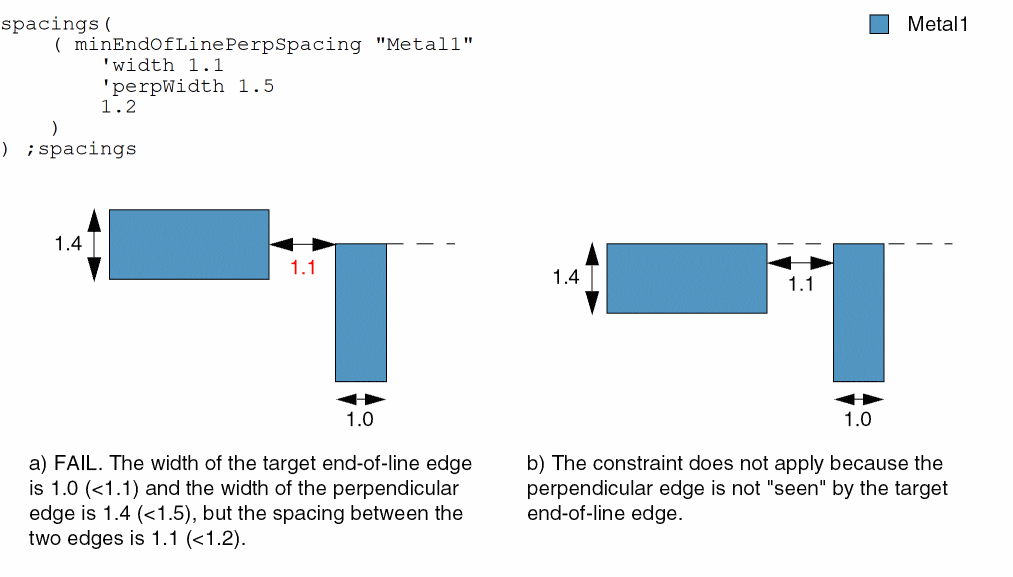 spacings(
( minEndOfLinePerpSpacing "Metal1"
'width 1.1
'perpWidth 1.5
1.2
)
) ;spacings
Metal1
1.4
1.1
1.0
1.4
1.1
1.0
a) FAIL. The width of the target end-of-line edge
is 1.0 (<1.1) and the width of the perpendicular
edge is 1.4 (<1.5), but the spacing between the
two edges is 1.1 (<1.2).
b) The constraint does not apply because the
perpendicular edge is not "seen" by the target
end-of-line edge.